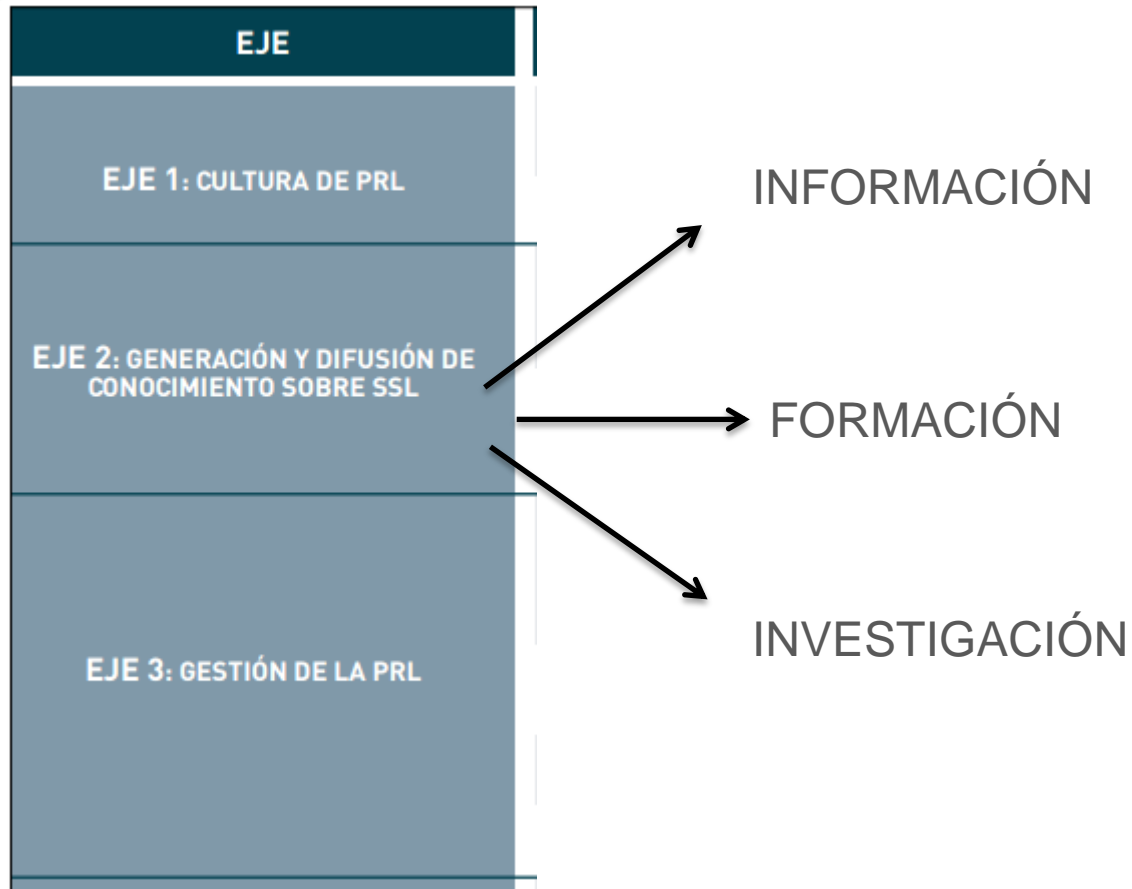 EJE
EJE 1: CULTURA DE PRL
INFORMACIÓN
EJE 2: GENERACIÓN Y DIFUSIÓN DE
CONOCIMIENTO SOBRE SSL
FORMACIÓN
INVESTIGACIÓN
EJE 3: GESTIÓN DE LA PRL